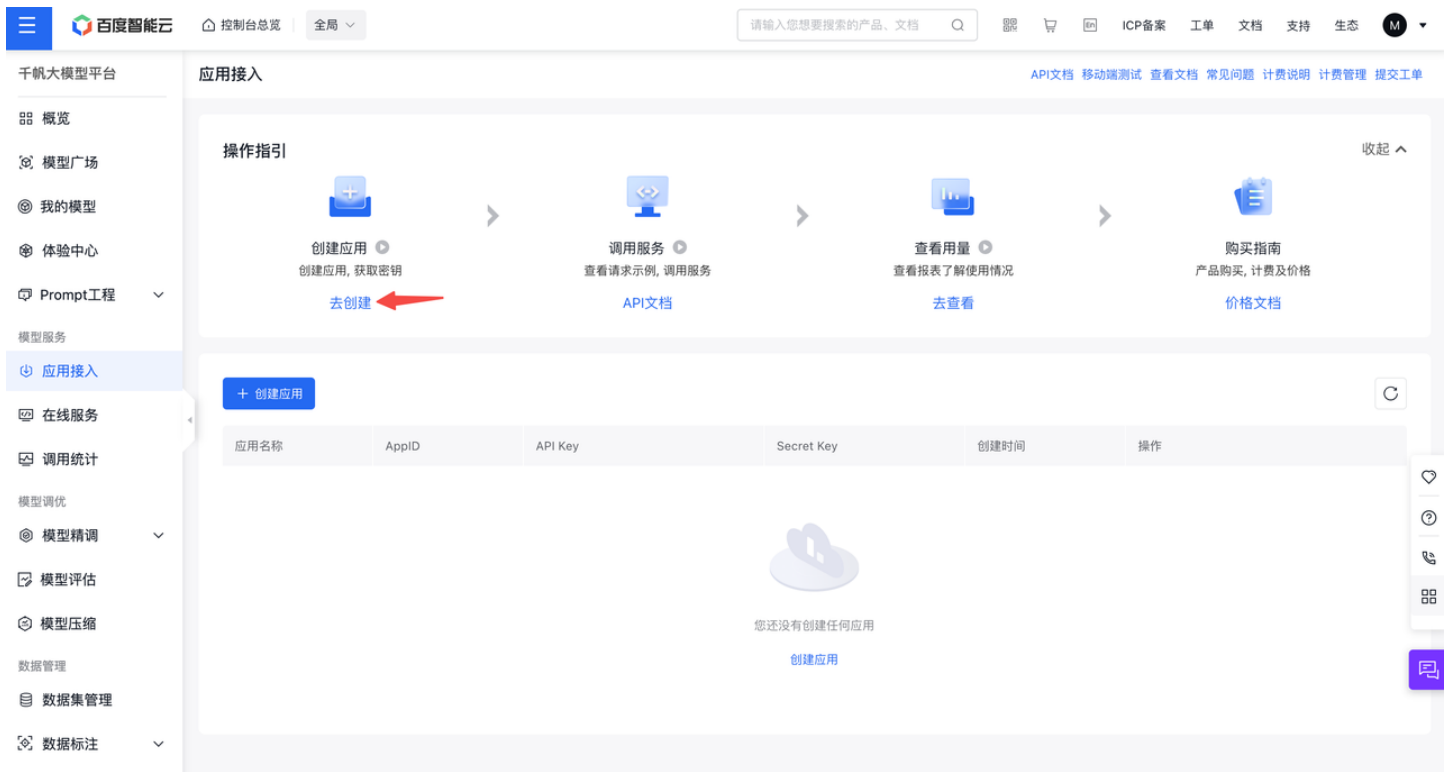 百度智能云 控制台总览 全局 请输入您想要搜索的产品、文档 En ICP备案 工单 文档 支持 生态 M
千帆大模型平台
概览
模型广场
我的模型
体验中心
Prompt工程
模型服务
应用接入
在线服务
调用统计
模型调优
模型精调
模型评估
模型压缩
数据管理
数据集管理
数据标注
应用接入 API文档 移动端测试 查看文档 常见问题 计费说明 计费管理 提交工单
操作指引 收起
创建应用 调用服务 查看用量 购买指南
创建应用, 获取密钥 查看请求示例, 调用服务 查看报表了解使用情况 产品购买, 计费及价格
去创建 API文档 去查看 价格文档
+ 创建应用
应用名称 AppID API Key Secret Key 创建时间 操作
您还没有创建任何应用
创建应用